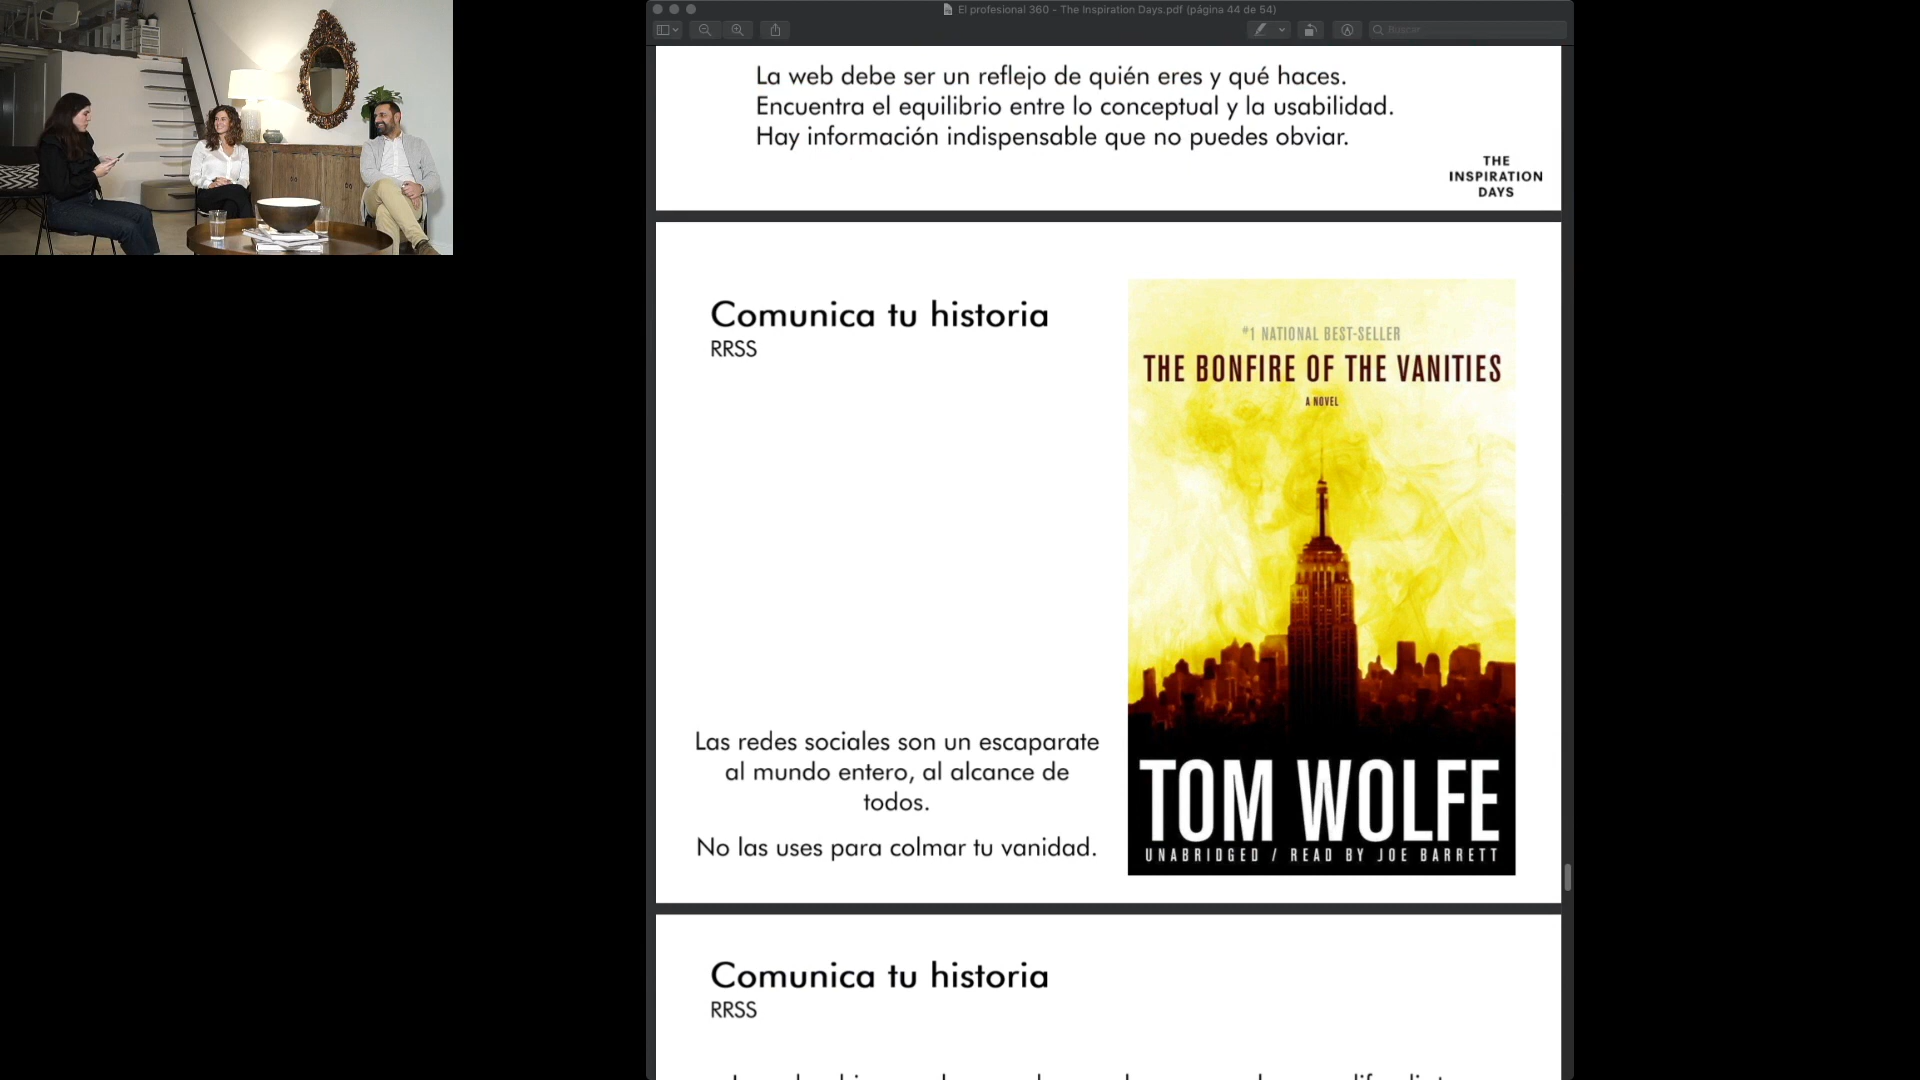 El profesional 360 - The Inspiration Days.pdf (página 44 de 54)
Buscar
La web debe ser un reflejo de quién eres y qué haces.
Encuentra el equilibrio entre lo conceptual y la usabilidad.
Hay información indispensable que no puedes obviar.
THE
INSPIRATION
DAYS
Comunica tu historia
RRSS
#1 NATIONAL BEST-SELLER
THE BONFIRE OF THE VANITIES
A NOVEL
Las redes sociales son un escaparate
al mundo entero, al alcance de
todos.
No las uses para colmar tu vanidad.
TOM WOLFE
UNABRIDGED / READ BY JOE BARRETT
Comunica tu historia
RRSS